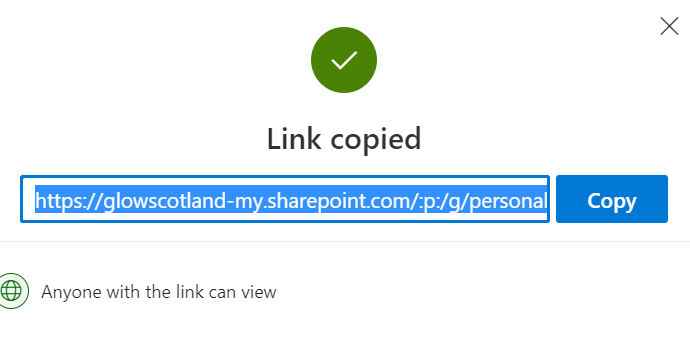 Link copied
https://glowscotland-my.sharepoint.com/:p:/g/personal
Copy
Anyone with the link can view